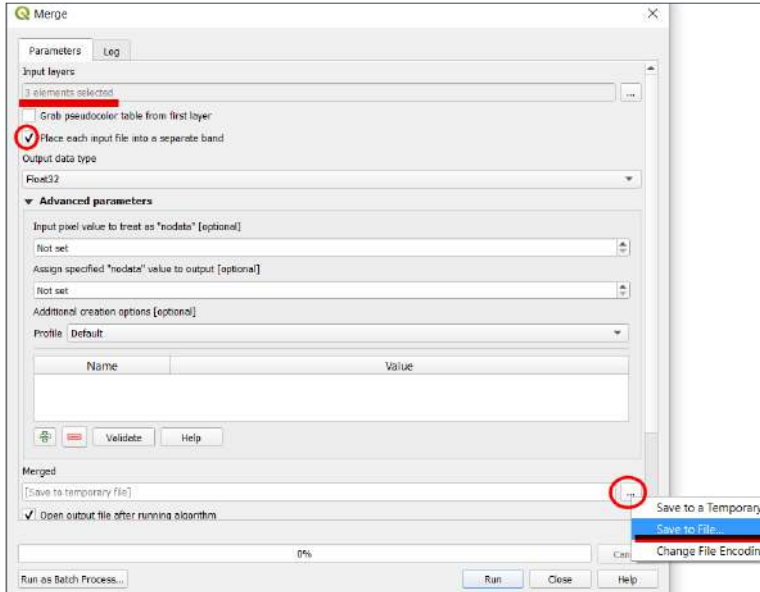 Merge
Parameters Log
Input layers
3 elements selected
...
Grab pseudocolor table from first layer
Place each input file into a separate band
Output data type
Float32
Advanced parameters
Input pixel value to treat as "nodata" [optional]
Not set
Assign specified "nodata" value to output [optional]
Not set
Additional creation options [optional]
Profile Default
Name Value
Validate Help
Merged
[Save to temporary file]
...
Save to a Temporary
Open output file after running algorithm
Save to File...
0%
Can
Change File Encodin
Run as Batch Process... Run Close Help